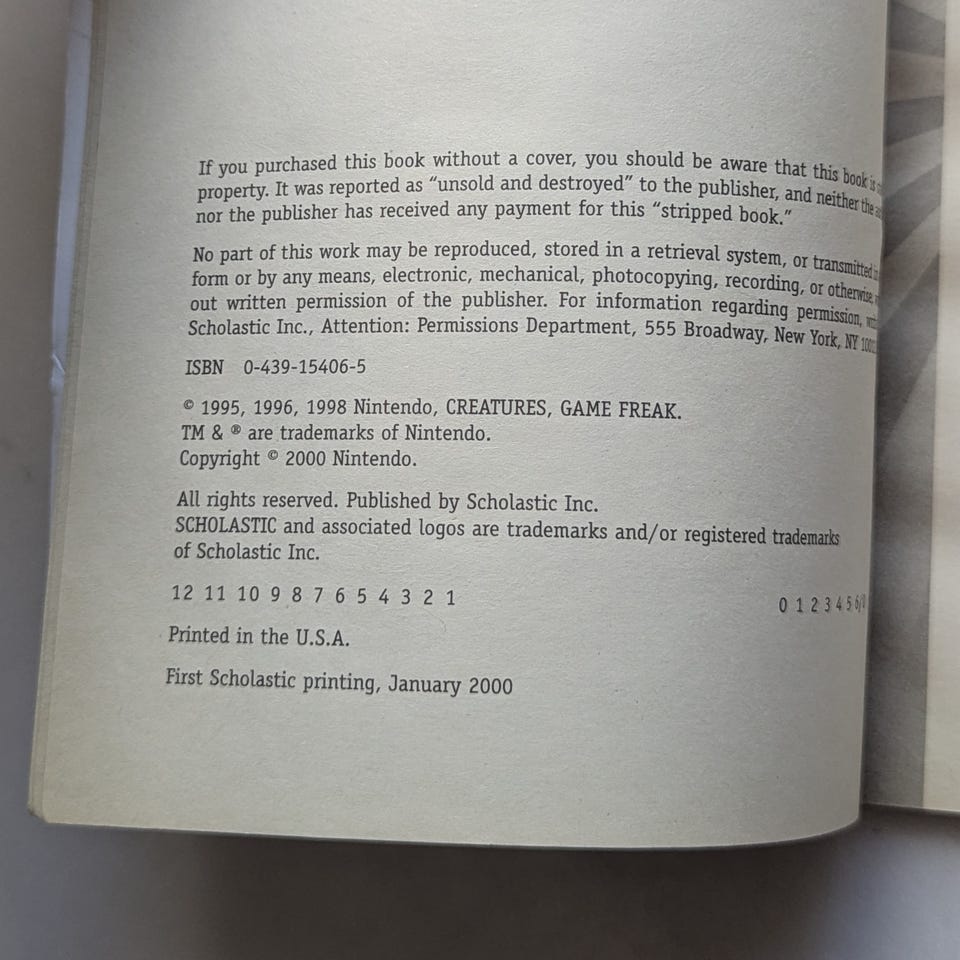 If you purchased this book without a cover, you should be aware that this book is
property. It was reported as “unsold and destroyed” to the publisher, and neither the
nor the publisher has received any payment for this “stripped book.”
No part of this work may be reproduced, stored in a retrieval system, or transmitted
form or by any means, electronic, mechanical, photocopying, recording, or otherwise,
out written permission of the publisher. For information regarding permission,
Scholastic Inc., Attention: Permissions Department, 555 Broadway, New York, NY
ISBN 0-439-15406-5
© 1995, 1996, 1998 Nintendo, CREATURES, GAME FREAK.
TM & ® are trademarks of Nintendo.
Copyright © 2000 Nintendo.
All rights reserved. Published by Scholastic Inc.
SCHOLASTIC and associated logos are trademarks and/or registered trademarks
of Scholastic Inc.
12 11 10 9 8 7 6 5 4 3 2 1 0 1 2 3 4 5
Printed in the U.S.A.
First Scholastic printing, January 2000